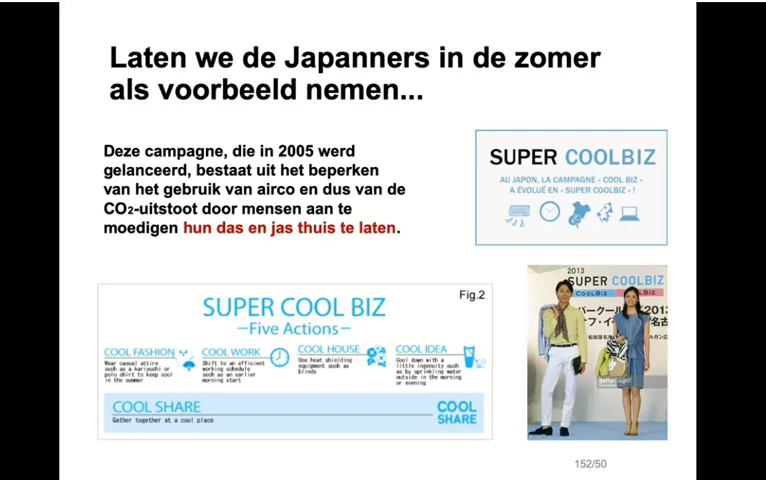 Laten we de Japanners in de zomer
als voorbeeld nemen...
Deze campagne, die in 2005 werd
gelanceerd, bestaat uit het beperken
van het gebruik van airco en dus van de
CO₂-uitstoot door mensen aan te
moedigen hun das en jas thuis te laten.
SUPER COOLBIZ
AU JAPON, LA CAMPAGNE « COOL BIZ »
A ÉVOLUÉ EN « SUPER COOLBIZ » !
Fig.2
SUPER COOL BIZ
—Five Actions—
COOL FASHION
Wear casual attire
such as a kariyushi or
polo shirt to keep cool
in the summer
COOL WORK
Shift to an efficient
working schedule
such as an earlier
morning start
COOL HOUSE
Use heat shielding
equipment such as
blinds
COOL IDEA
Cool down with a
little ingenuity such
as by sprinkling water
outside in the morning
or evening
COOL SHARE
Gather together at a cool place
COOL
SHARE
2013
SUPER COOLBIZ
COOLBIZ
パークール
2013
152/50